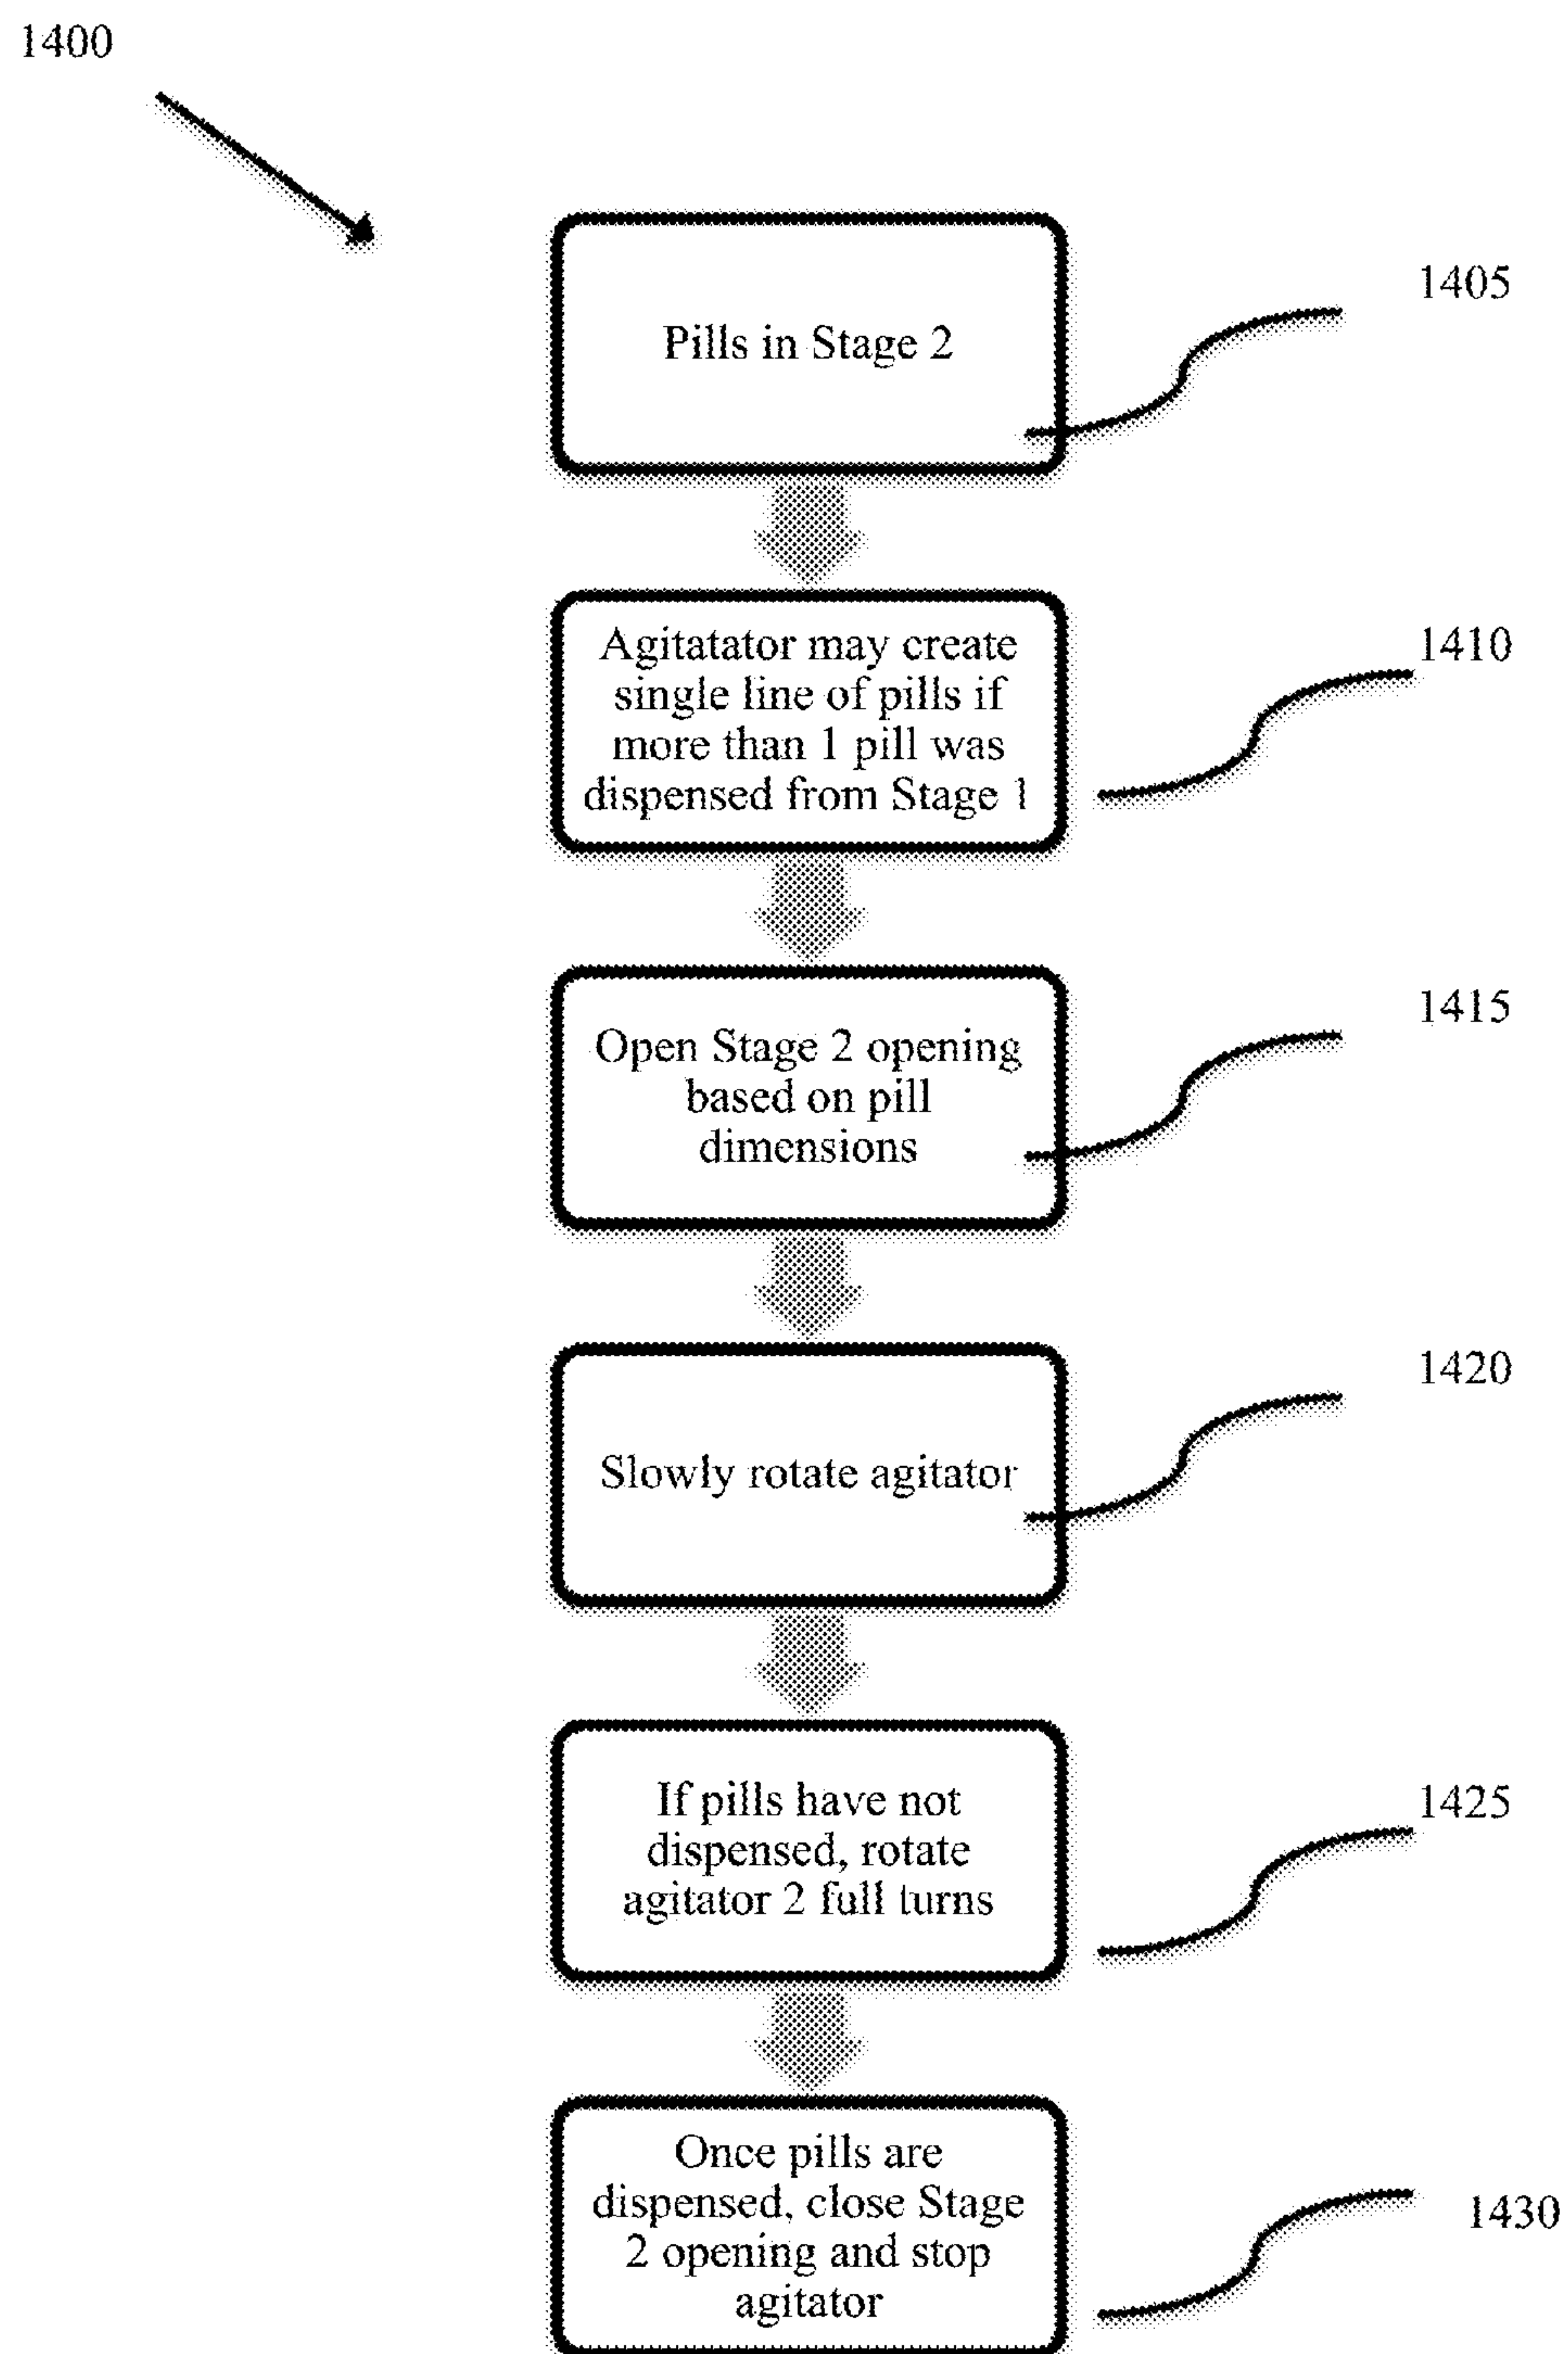 1400
1405
Pills in Stage 2
1410
Agitatator may create
single line of pills if
more than 1 pill was
dispensed from Stage 1
1415
Open Stage 2 opening
based on pill
dimensions
1420
Slowly rotate agitator
1425
If pills have not
dispensed, rotate
agitator 2 full turns
Once pills are
dispensed, close Stage
2 opening and stop
agitator
1430